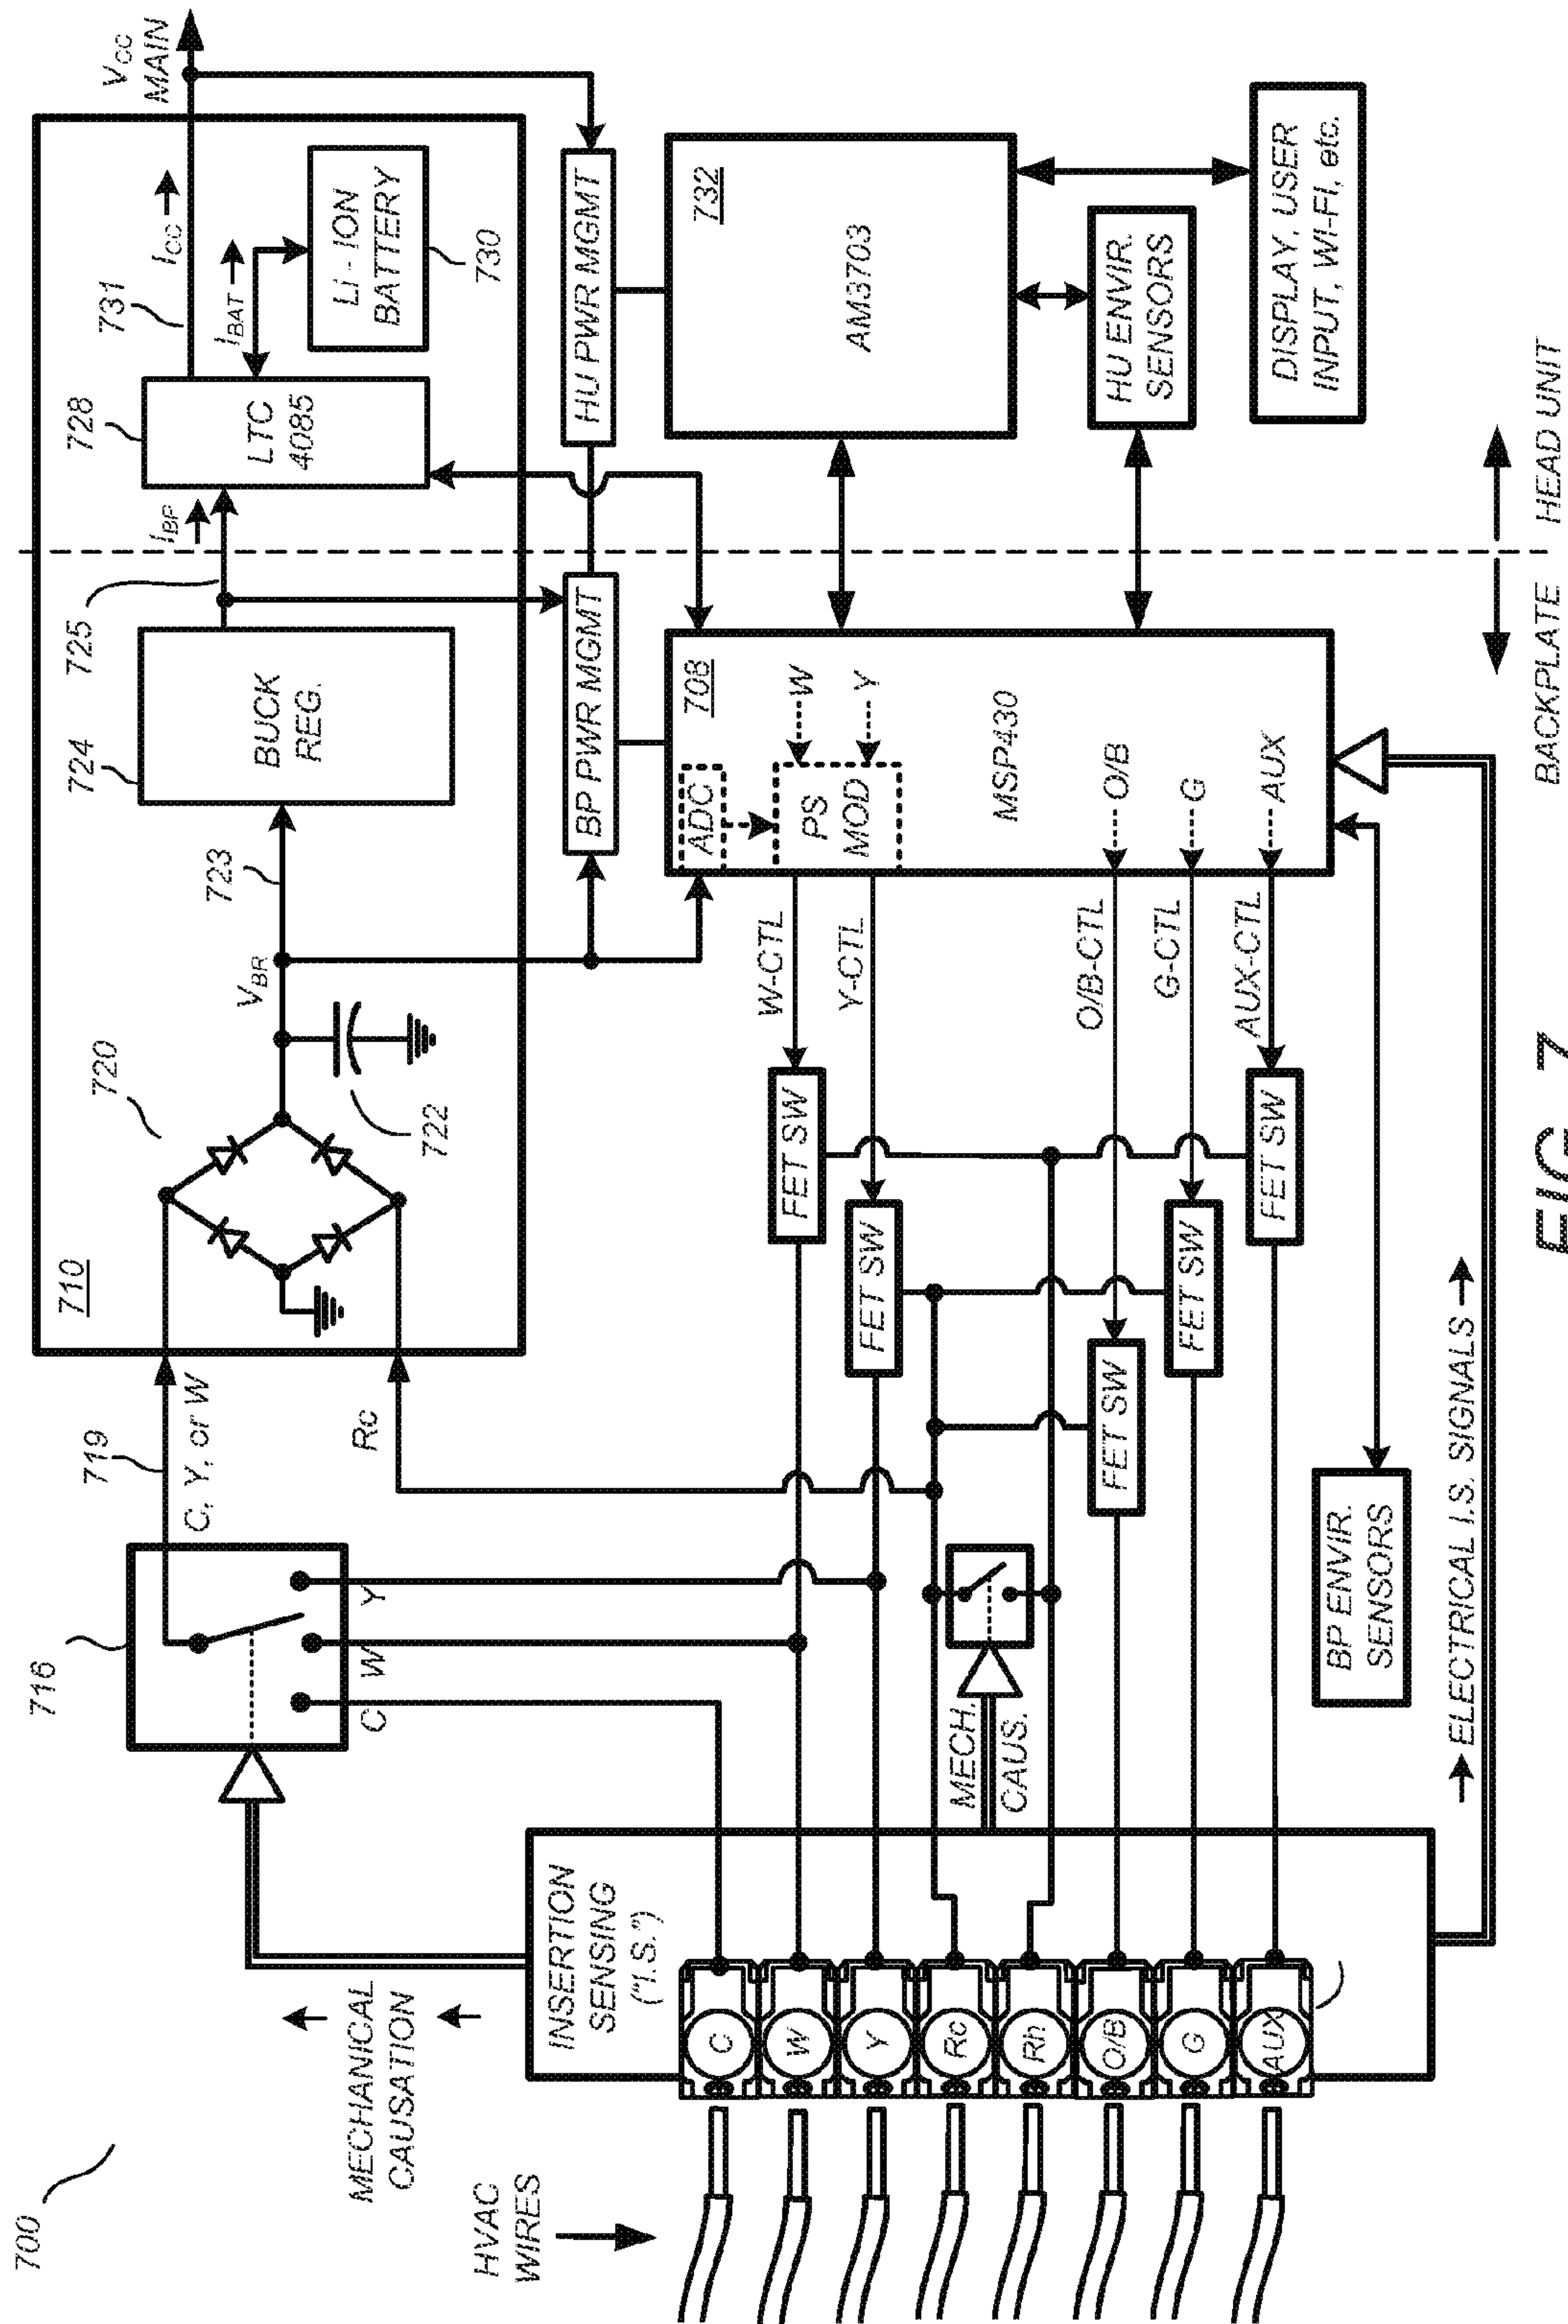 700
HVAC
WIRES
MECHANICAL
CAUSATION
INSERTION
SENSING
("I.S.")
C
W
Y
Rc
Rh
O/B
G
AUX
716
C
W
Y
719
C, Y, or W
Rc
MECH.
CAUS.
710
720
722
V_BR
723
724
BUCK
REG.
725
I_BP
728
LTC
4085
731
I_CC
I_BAT
Li - ION
BATTERY
730
V_CC
MAIN
BP PWR MGMT
HU PWR MGMT
FET SW
FET SW
FET SW
FET SW
FET SW
W-CTL
Y-CTL
O/B-CTL
G-CTL
AUX-CTL
708
ADC
PS
MOD
W
Y
MSP430
O/B
G
AUX
732
AM3703
HU ENVIR.
SENSORS
DISPLAY, USER
INPUT, WI-FI, etc.
BP ENVIR.
SENSORS
ELECTRICAL I.S. SIGNALS
BACKPLATE
HEAD UNIT
FIG. 7